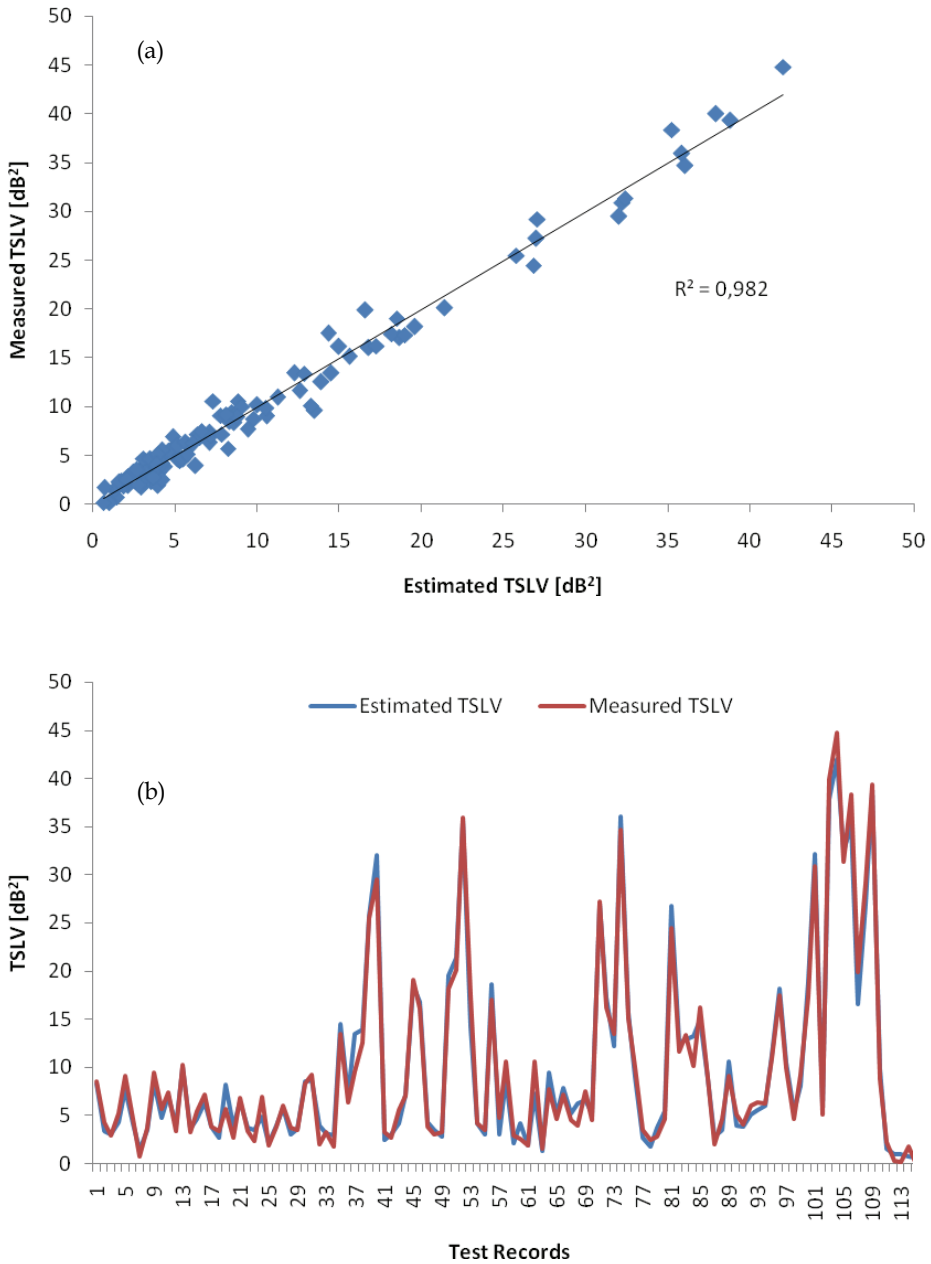 50
(a)
45
40
35
30
25
20
15
10
5
0
Measured TSLV [dB²]
R² = 0,982
0 5 10 15 20 25 30 35 40 45 50
Estimated TSLV [dB²]
50
Estimated TSLV Measured TSLV
45
40
(b)
35
30
25
20
15
10
5
0
TSLV [dB²]
1 5 9 13 17 21 25 29 33 37 41 45 49 53 57 61 65 69 73 77 81 85 89 93 97 101 105 109 113
Test Records